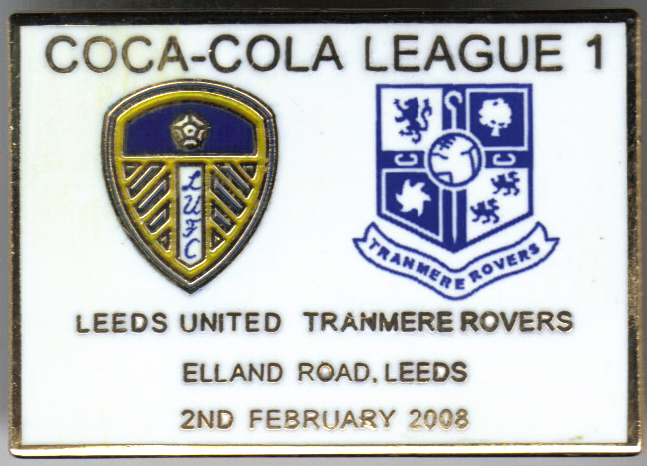 COCA-COLA LEAGUE 1
LUFC
TRANMERE ROVERS
LEEDS UNITED TRANMERE ROVERS
ELLAND ROAD, LEEDS
2ND FEBRUARY 2008